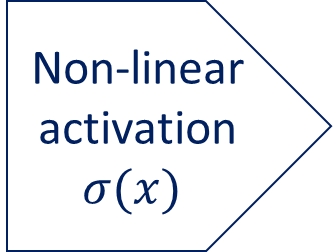 Non-linear
activation
σ(x)